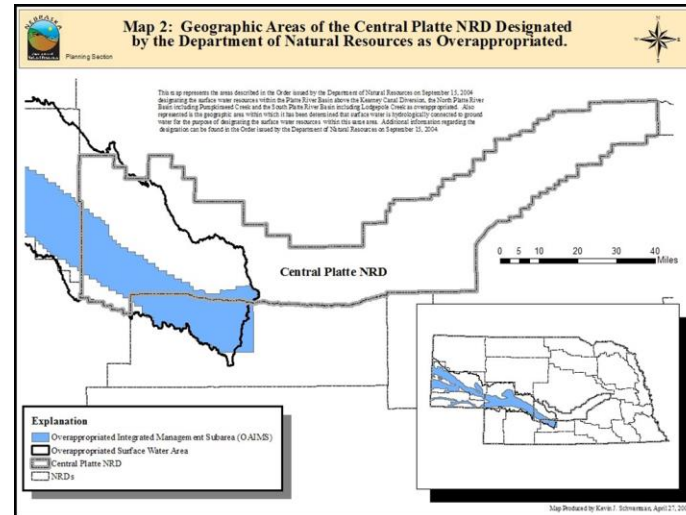 NEBRASKA
Planning Section
Map 2:  Geographic Areas of the Central Platte NRD Designated
by the Department of Natural Resources as Overappropriated.
This map represents the areas described in the Order issued by the Department of Natural Resources on September 15, 2004
designating the surface water resources within the Platte River Basin above the Kearney Canal Diversion, the North Platte River
Basin including Pumpkinseed Creek and the South Platte River Basin including Lodgepole Creek as overappropriated.  Also
represented is the geographic area within which it has been determined that surface water is hydrologically connected to ground
water for the purpose of designating the surface water resources within this same area.  Additional information regarding the
designation can be found in the Order issued by the Department of Natural Resources on September 15, 2004.
Central Platte NRD
0 5 10 20 30 40
Miles
Explanation
Overappropriated Integrated Management Subarea (OAIMS)
Overappropriated Surface Water Area
Central Platte NRD
NRDs
Map Produced by Kevin J. Schwartman, April 27,